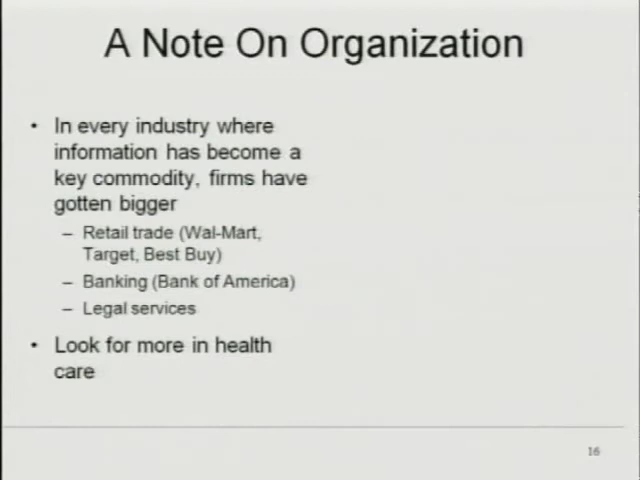 A Note On Organization
• In every industry where
information has become a
key commodity, firms have
gotten bigger
– Retail trade (Wal-Mart,
Target, Best Buy)
– Banking (Bank of America)
– Legal services
• Look for more in health
care
16